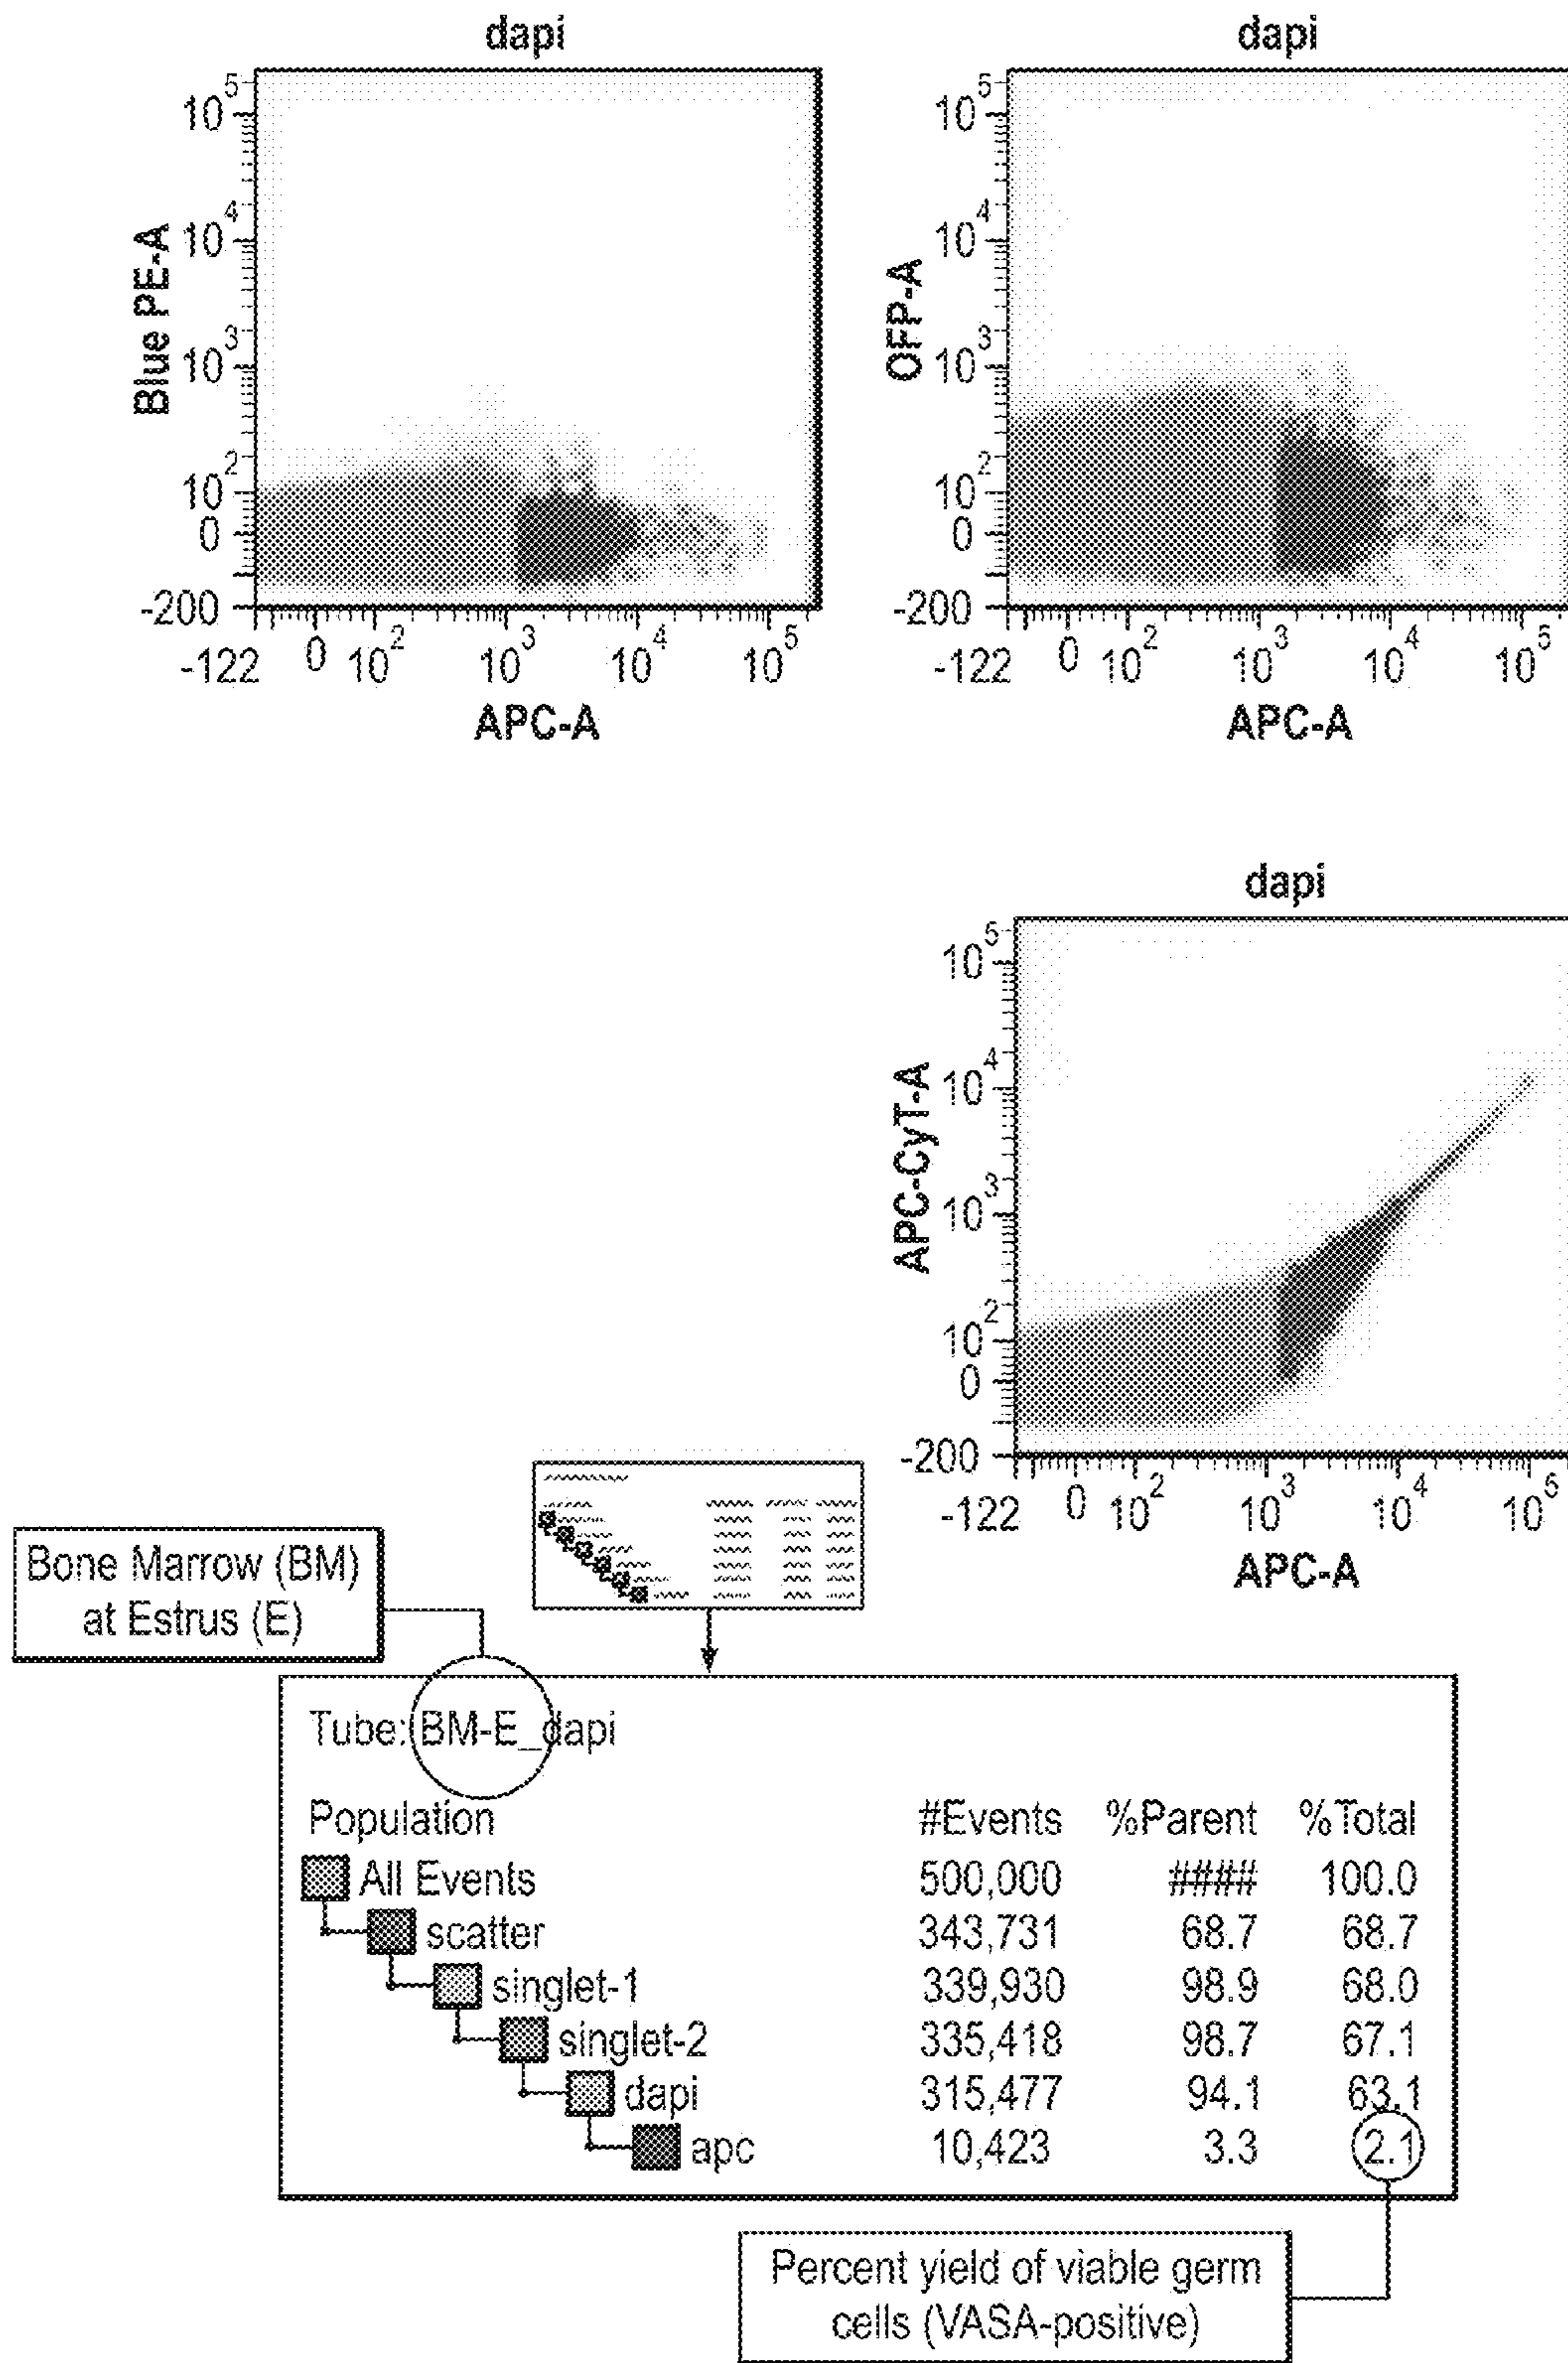 dapi
10^5
10^4
Blue PE-A
10^3
10^2
0
-200
-122 0 10^2 10^3 10^4 10^5
APC-A
dapi
10^5
10^4
OFP-A
10^3
10^2
0
-200
-122 0 10^2 10^3 10^4 10^5
APC-A
dapi
10^5
10^4
APC-CyT-A
10^3
10^2
0
-200
-122 0 10^2 10^3 10^4 10^5
APC-A
Bone Marrow (BM)
at Estrus (E)
Tube: BM-E_dapi
Population #Events %Parent %Total
All Events 500,000 #### 100.0
scatter 343,731 68.7 68.7
singlet-1 339,930 98.9 68.0
singlet-2 335,418 98.7 67.1
dapi 315,477 94.1 63.1
apc 10,423 3.3 2.1
Percent yield of viable germ
cells (VASA-positive)